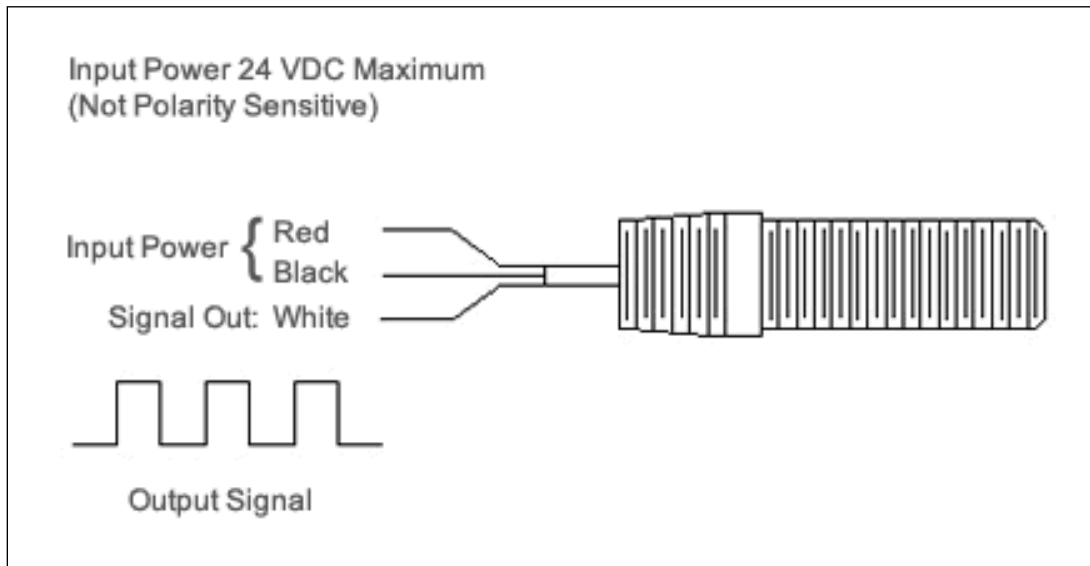 Input Power 24 VDC Maximum
(Not Polarity Sensitive)
Input Power { Red
Black
Signal Out: White
Output Signal